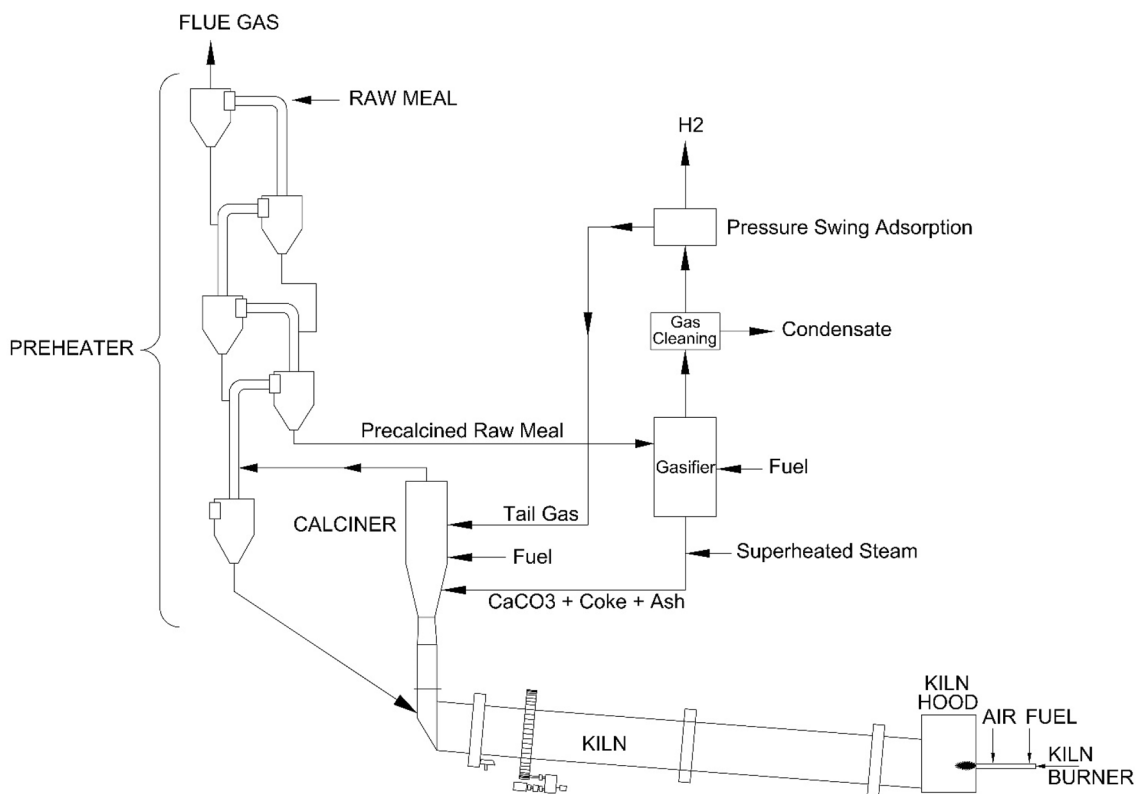 FLUE GAS
RAW MEAL
H2
Pressure Swing Adsorption
Gas
Cleaning
Condensate
PREHEATER
Precalcined Raw Meal
Gasifier
Fuel
CALCINER
Tail Gas
Fuel
Superheated Steam
CaCO3 + Coke + Ash
KILN
HOOD
AIR FUEL
KILN
KILN
BURNER